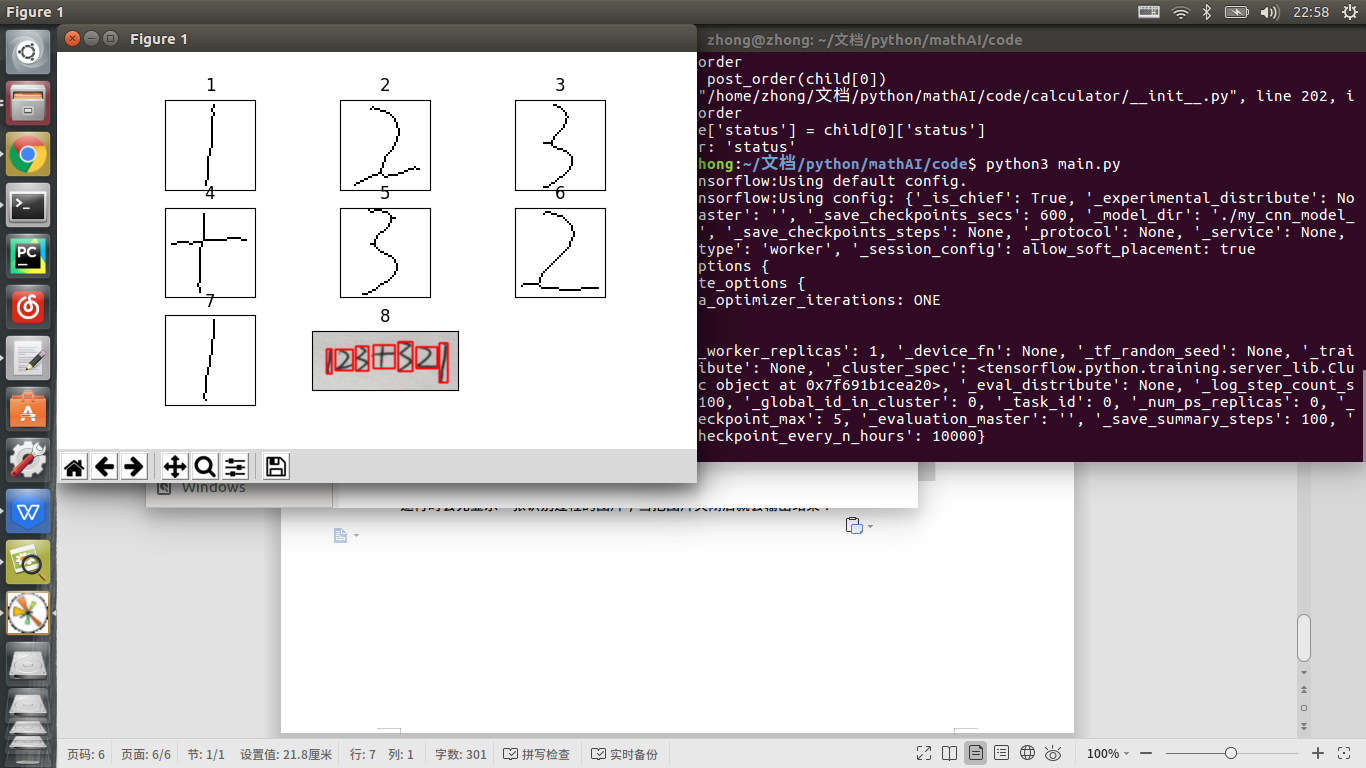 Figure 1
22:58
Figure 1
1
2
3
4
5
6
7
8
123+321
zhong@zhong: ~/文档/python/mathAI/code
order
post_order(child[0])
"/home/zhong/文档/python/mathAI/code/calculator/__init__.py", line 202, i
order
e['status'] = child[0]['status']
r: 'status'
hong:~/文档/python/mathAI/code$ python3 main.py
nsorflow:Using default config.
nsorflow:Using config: {'_is_chief': True, '_experimental_distribute': No
aster': '', '_save_checkpoints_secs': 600, '_model_dir': './my_cnn_model_
', '_save_checkpoints_steps': None, '_protocol': None, '_service': None,
type': 'worker', '_session_config': allow_soft_placement: true
ptions {
te_options {
a_optimizer_iterations: ONE
_worker_replicas': 1, '_device_fn': None, '_tf_random_seed': None, '_trai
ibute': None, '_cluster_spec': <tensorflow.python.training.server_lib.Clu
c object at 0x7f691b1cea20>, '_eval_distribute': None, '_log_step_count_s
100, '_global_id_in_cluster': 0, '_task_id': 0, '_num_ps_replicas': 0, '_
eckpoint_max': 5, '_evaluation_master': '', '_save_summary_steps': 100, '
heckpoint_every_n_hours': 10000}
Windows
页码: 6 页面: 6/6 节: 1/1 设置值: 21.8厘米 行: 7 列: 1 字数: 301 拼写检查 实时备份 100%